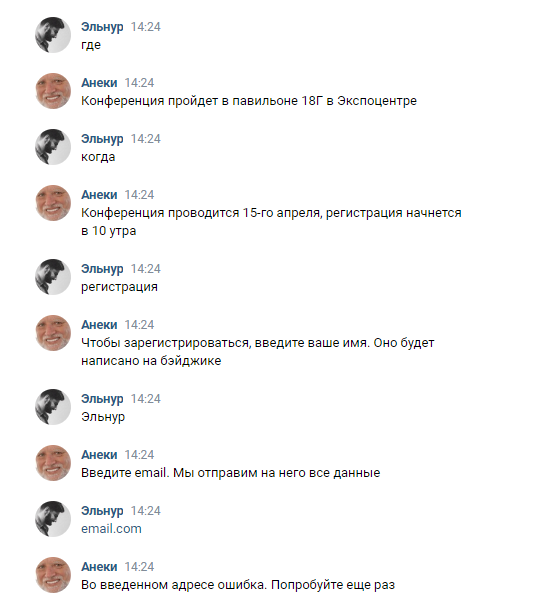 Эльнур 14:24
где
Анеки 14:24
Конференция пройдет в павильоне 18Г в Экспоцентре
Эльнур 14:24
когда
Анеки 14:24
Конференция проводится 15-го апреля, регистрация начнется
в 10 утра
Эльнур 14:24
регистрация
Анеки 14:24
Чтобы зарегистрироваться, введите ваше имя. Оно будет
написано на бэйджике
Эльнур 14:24
Эльнур
Анеки 14:24
Введите email. Мы отправим на него все данные
Эльнур 14:24
email.com
Анеки 14:24
Во введенном адресе ошибка. Попробуйте еще раз